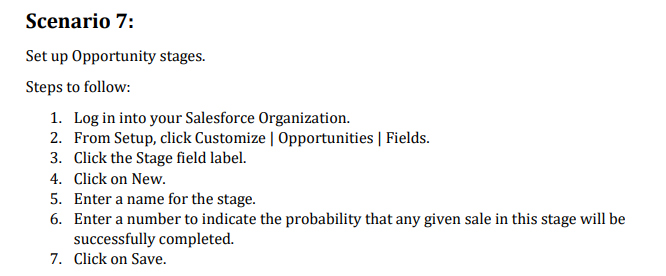 Scenario 7:
Set up Opportunity stages.
Steps to follow:
1. Log in into your Salesforce Organization.
2. From Setup, click Customize | Opportunities | Fields.
3. Click the Stage field label.
4. Click on New.
5. Enter a name for the stage.
6. Enter a number to indicate the probability that any given sale in this stage will be
successfully completed.
7. Click on Save.